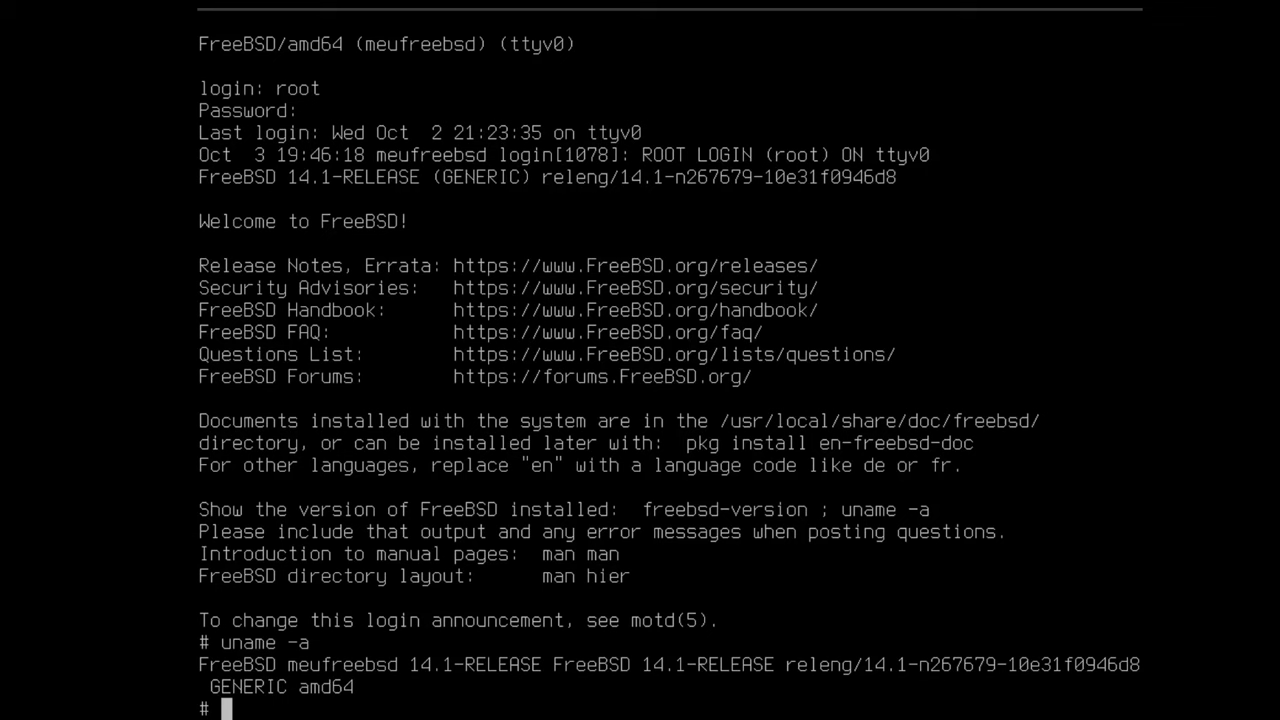 FreeBSD/amd64 (meufreebsd) (ttyv0)
login: root
Password:
Last login: Wed Oct  2 21:23:35 on ttyv0
Oct  3 19:46:18 meufreebsd login[1078]: ROOT LOGIN (root) ON ttyv0
FreeBSD 14.1-RELEASE (GENERIC) releng/14.1-n267679-10e31f0946d8
Welcome to FreeBSD!
Release Notes, Errata: https://www.FreeBSD.org/releases/
Security Advisories:   https://www.FreeBSD.org/security/
FreeBSD Handbook:      https://www.FreeBSD.org/handbook/
FreeBSD FAQ:           https://www.FreeBSD.org/faq/
Questions List:        https://www.FreeBSD.org/lists/questions/
FreeBSD Forums:        https://forums.FreeBSD.org/
Documents installed with the system are in the /usr/local/share/doc/freebsd/
directory, or can be installed later with:  pkg install en-freebsd-doc
For other languages, replace "en" with a language code like de or fr.
Show the version of FreeBSD installed:  freebsd-version ; uname -a
Please include that output and any error messages when posting questions.
Introduction to manual pages:  man man
FreeBSD directory layout:      man hier
To change this login announcement, see motd(5).
# uname -a
FreeBSD meufreebsd 14.1-RELEASE FreeBSD 14.1-RELEASE releng/14.1-n267679-10e31f0946d8
 GENERIC amd64
#